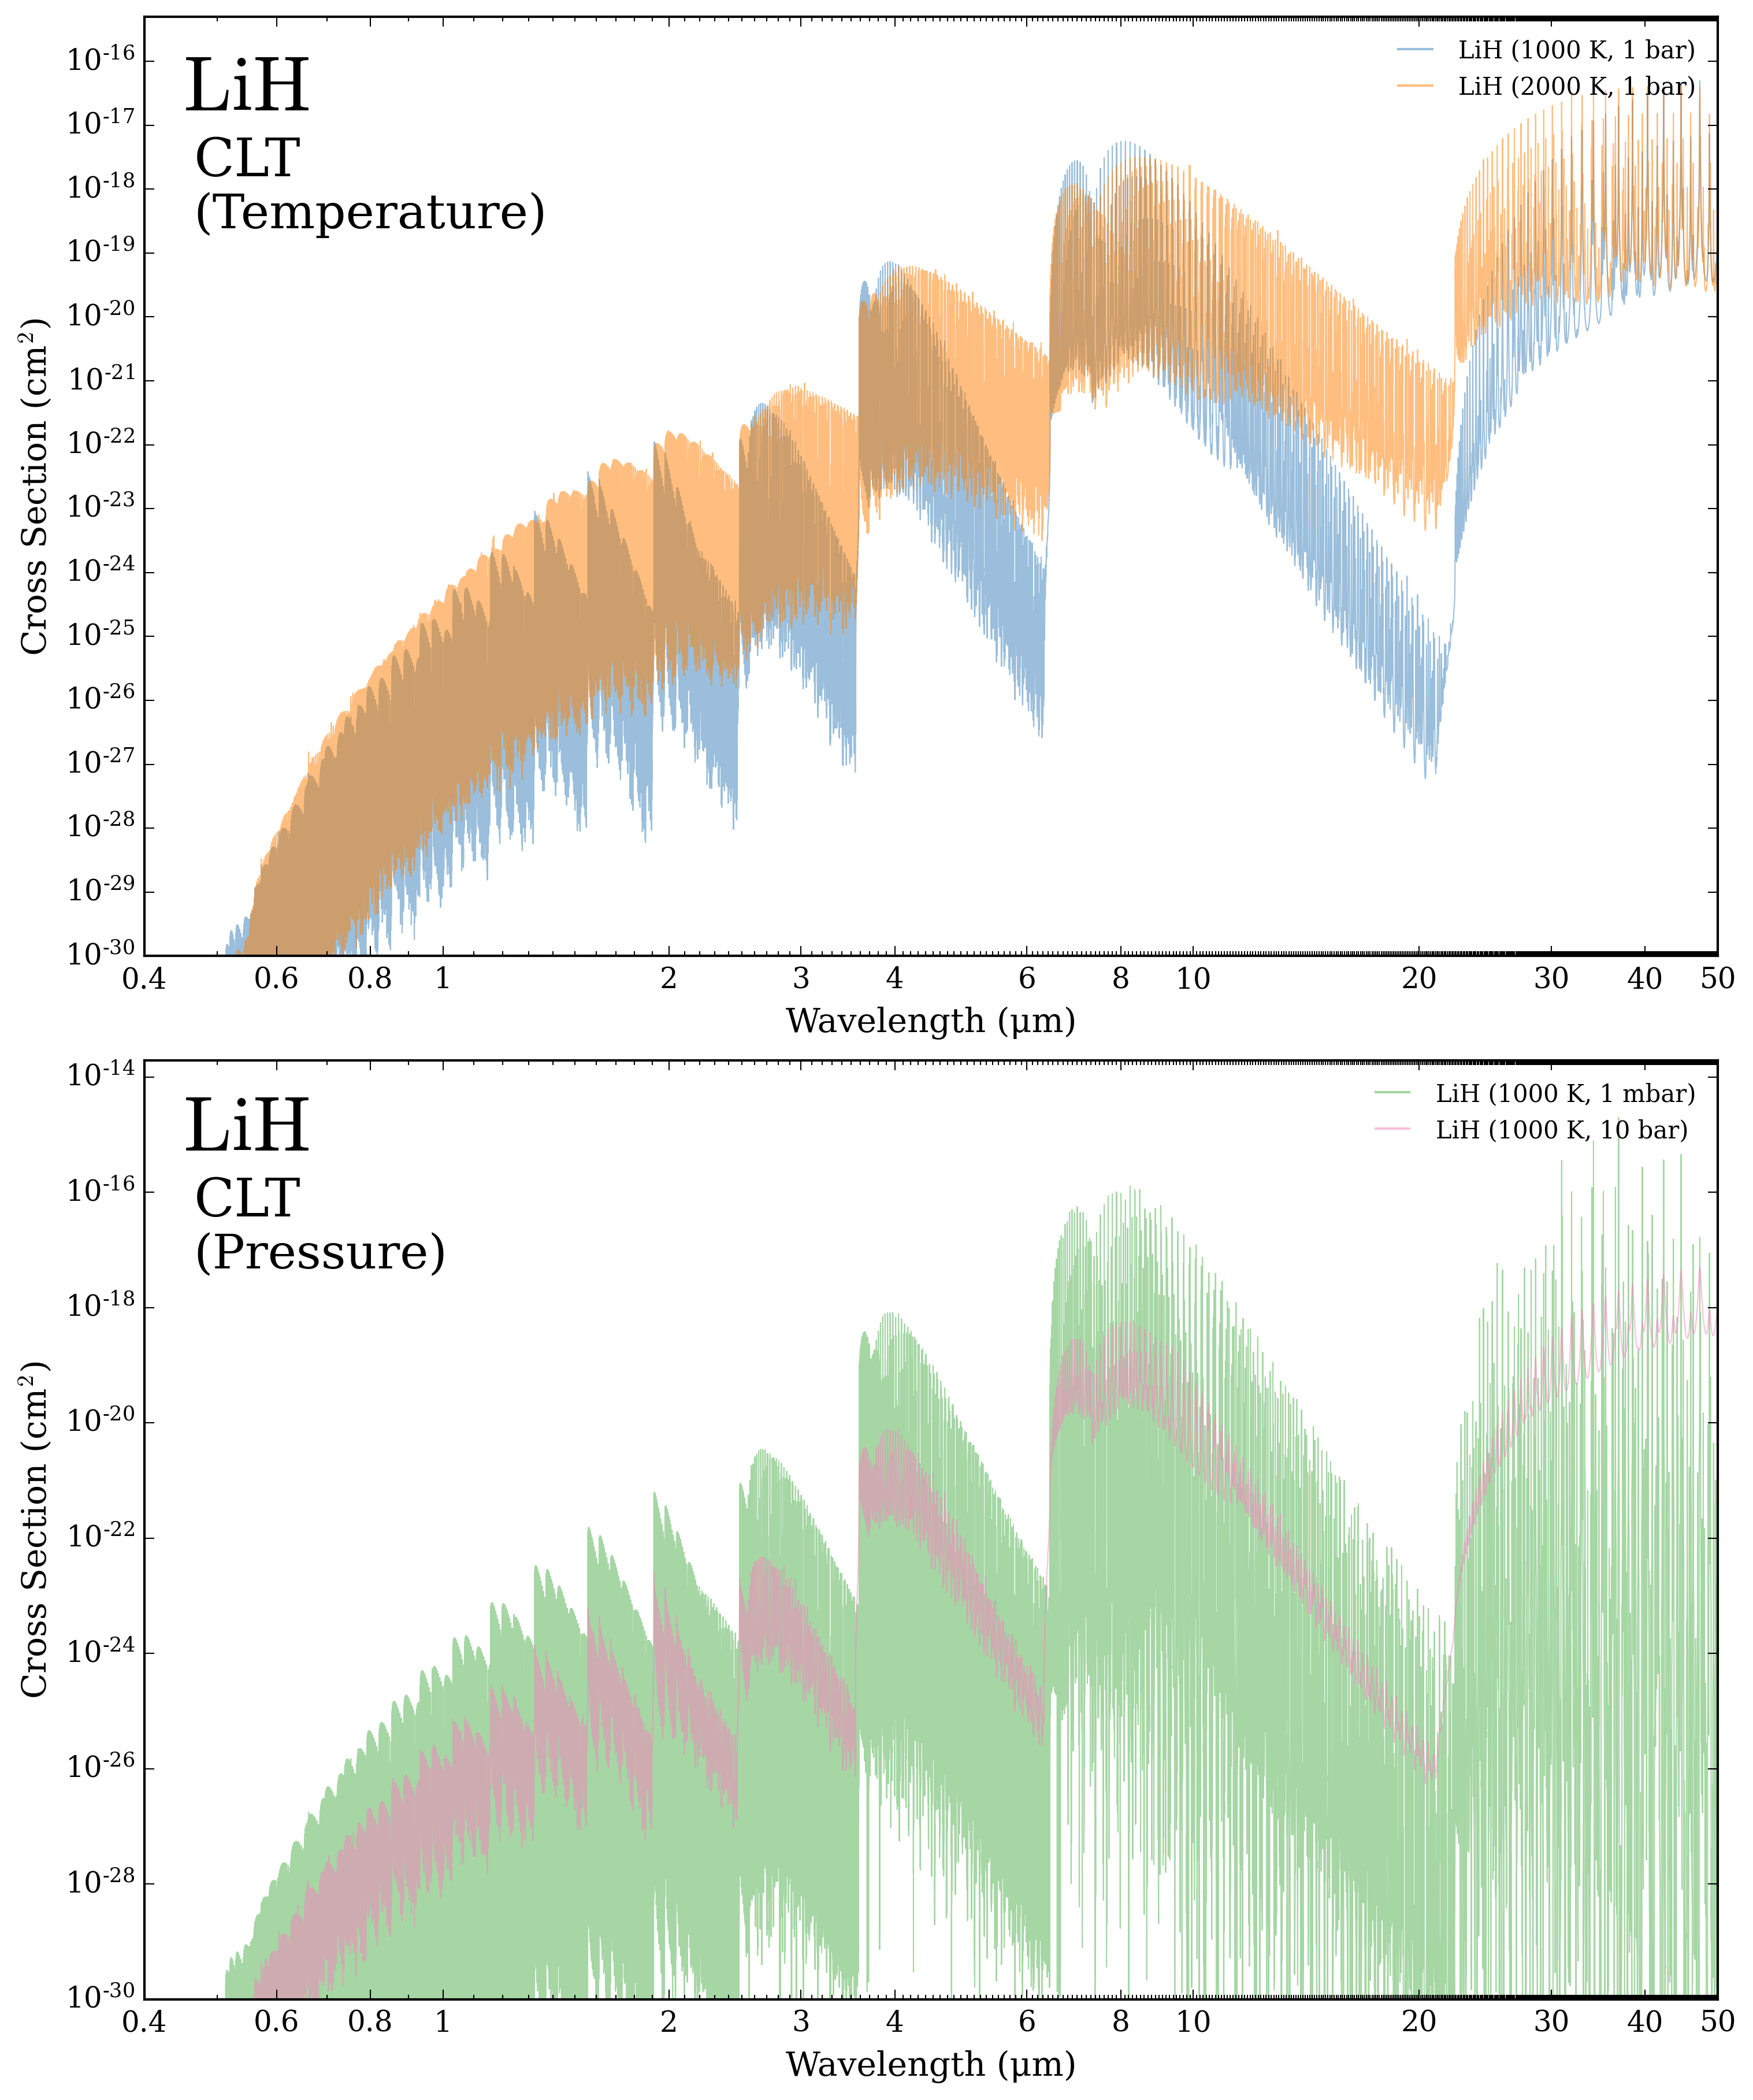 LiH
CLT
(Temperature)
LiH (1000 K, 1 bar)
LiH (2000 K, 1 bar)
Cross Section (cm²)
10⁻¹⁶
10⁻¹⁷
10⁻¹⁸
10⁻¹⁹
10⁻²⁰
10⁻²¹
10⁻²²
10⁻²³
10⁻²⁴
10⁻²⁵
10⁻²⁶
10⁻²⁷
10⁻²⁸
10⁻²⁹
10⁻³⁰
0.4 0.6 0.8 1 2 3 4 6 8 10 20 30 40 50
Wavelength (μm)
LiH
CLT
(Pressure)
LiH (1000 K, 1 mbar)
LiH (1000 K, 10 bar)
Cross Section (cm²)
10⁻¹⁴
10⁻¹⁶
10⁻¹⁸
10⁻²⁰
10⁻²²
10⁻²⁴
10⁻²⁶
10⁻²⁸
10⁻³⁰
0.4 0.6 0.8 1 2 3 4 6 8 10 20 30 40 50
Wavelength (μm)